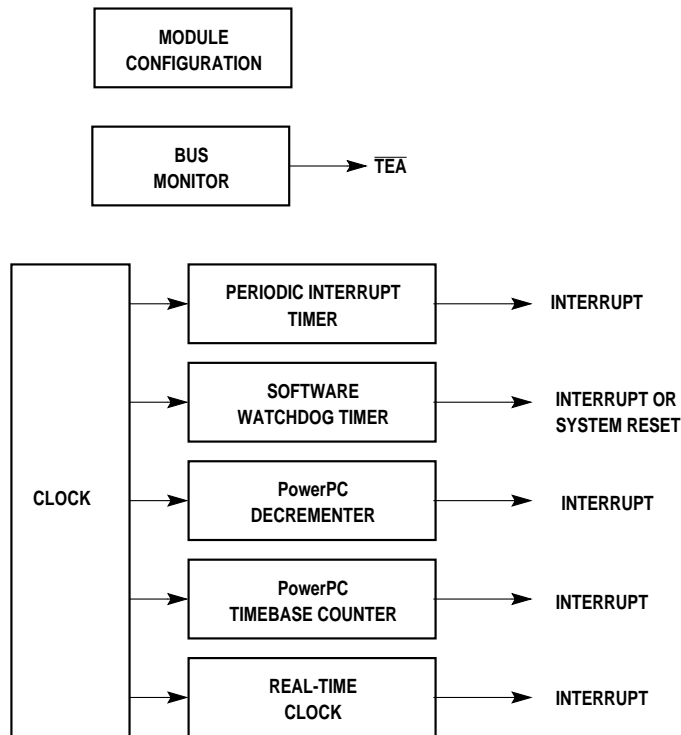 MODULE
CONFIGURATION
BUS
MONITOR
T̅E̅A̅
PERIODIC INTERRUPT
TIMER
INTERRUPT
SOFTWARE
WATCHDOG TIMER
INTERRUPT OR
SYSTEM RESET
CLOCK
PowerPC
DECREMENTER
INTERRUPT
PowerPC
TIMEBASE COUNTER
INTERRUPT
REAL-TIME
CLOCK
INTERRUPT